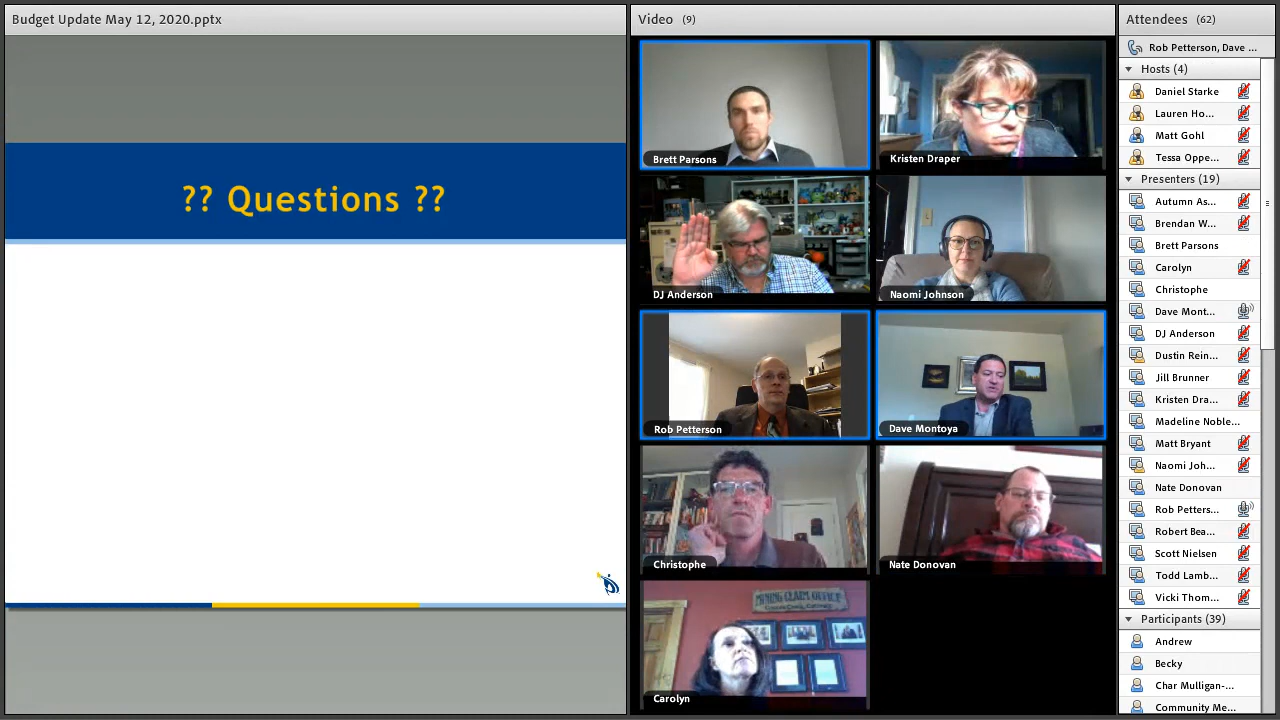 Budget Update May 12, 2020.pptx
?? Questions ??
Video (9)
Brett Parsons
Kristen Draper
DJ Anderson
Naomi Johnson
Rob Petterson
Dave Montoya
Christophe
Nate Donovan
MINING CLAIM OFFICE
Carolyn
Attendees (62)
Rob Petterson, Dave ...
Hosts (4)
Daniel Starke
Lauren Ho...
Matt Gohl
Tessa Oppe...
Presenters (19)
Autumn As...
Brendan W...
Brett Parsons
Carolyn
Christophe
Dave Mont...
DJ Anderson
Dustin Rein...
Jill Brunner
Kristen Dra...
Madeline Noble...
Matt Bryant
Naomi Joh...
Nate Donovan
Rob Petters...
Robert Bea...
Scott Nielsen
Todd Lamb...
Vicki Thom...
Participants (39)
Andrew
Becky
Char Mulligan-...
Community Me...